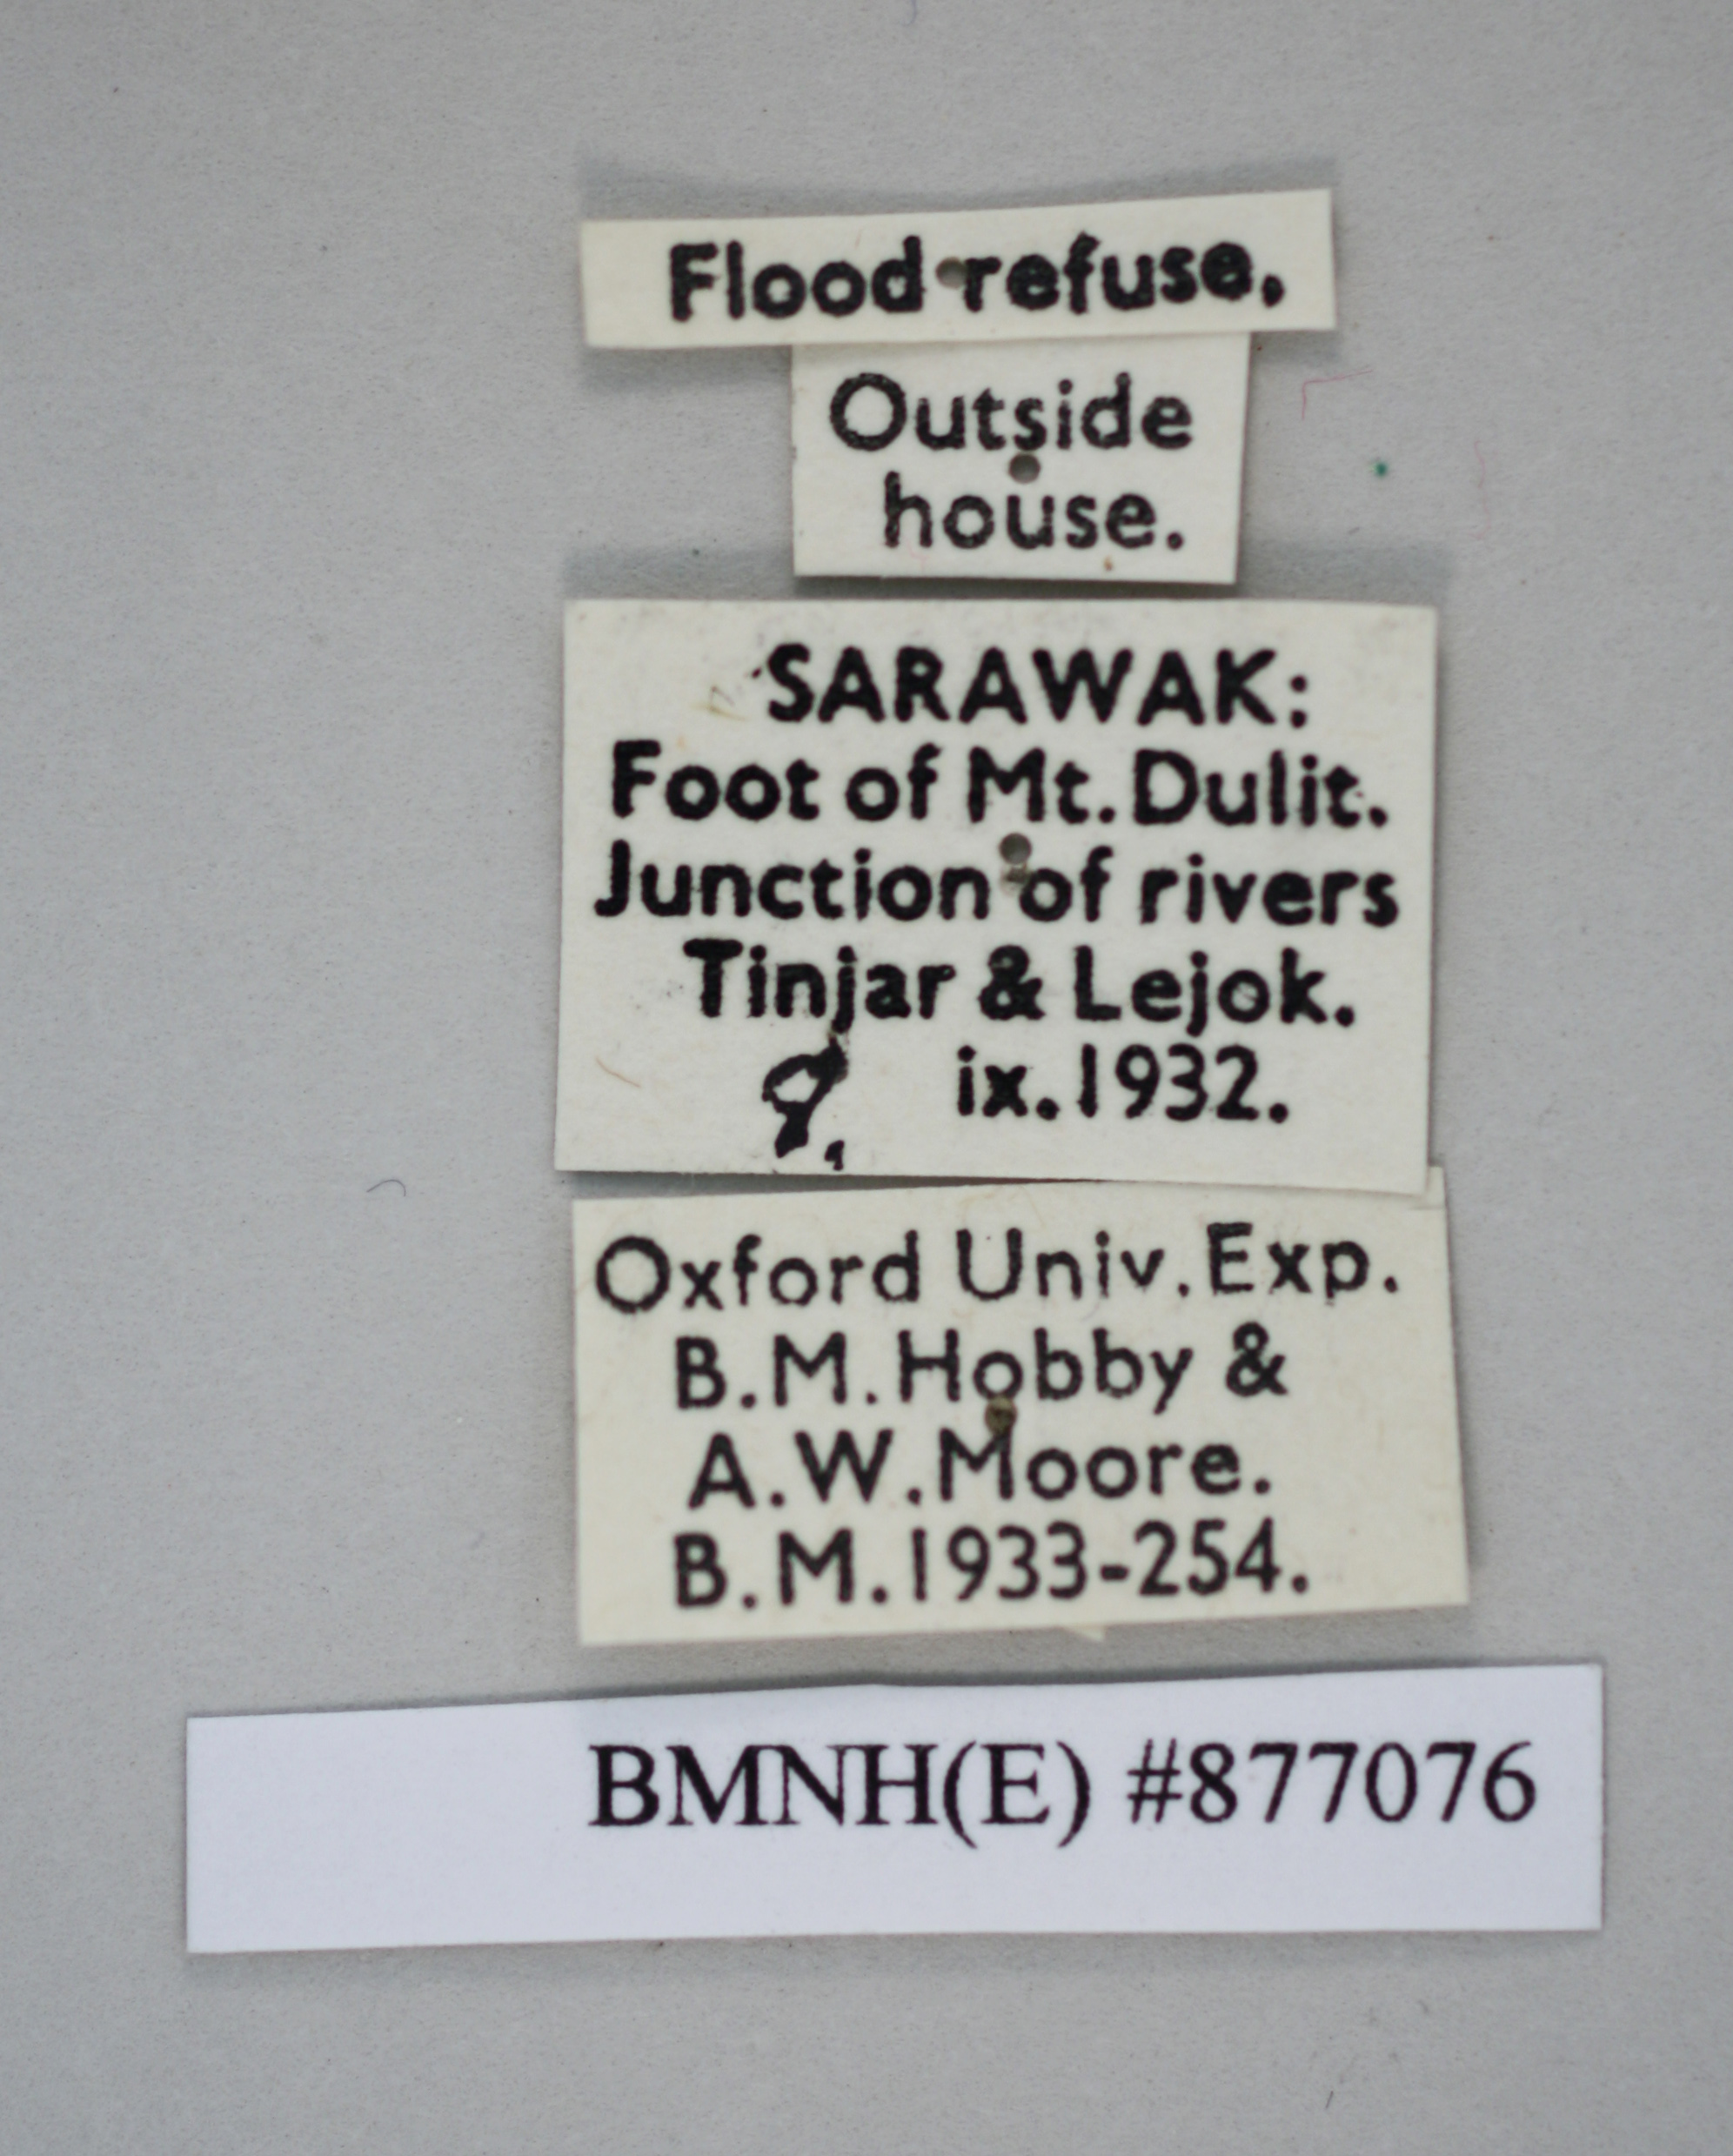 Flood refuse.
Outside
house.
SARAWAK:
Foot of Mt. Dulit.
Junction of rivers
Tinjar & Lejok.
8. ix. 1932.
Oxford Univ. Exp.
B.M. Hobby &
A.W. Moore.
B.M. 1933-254.
BMNH(E) #877076